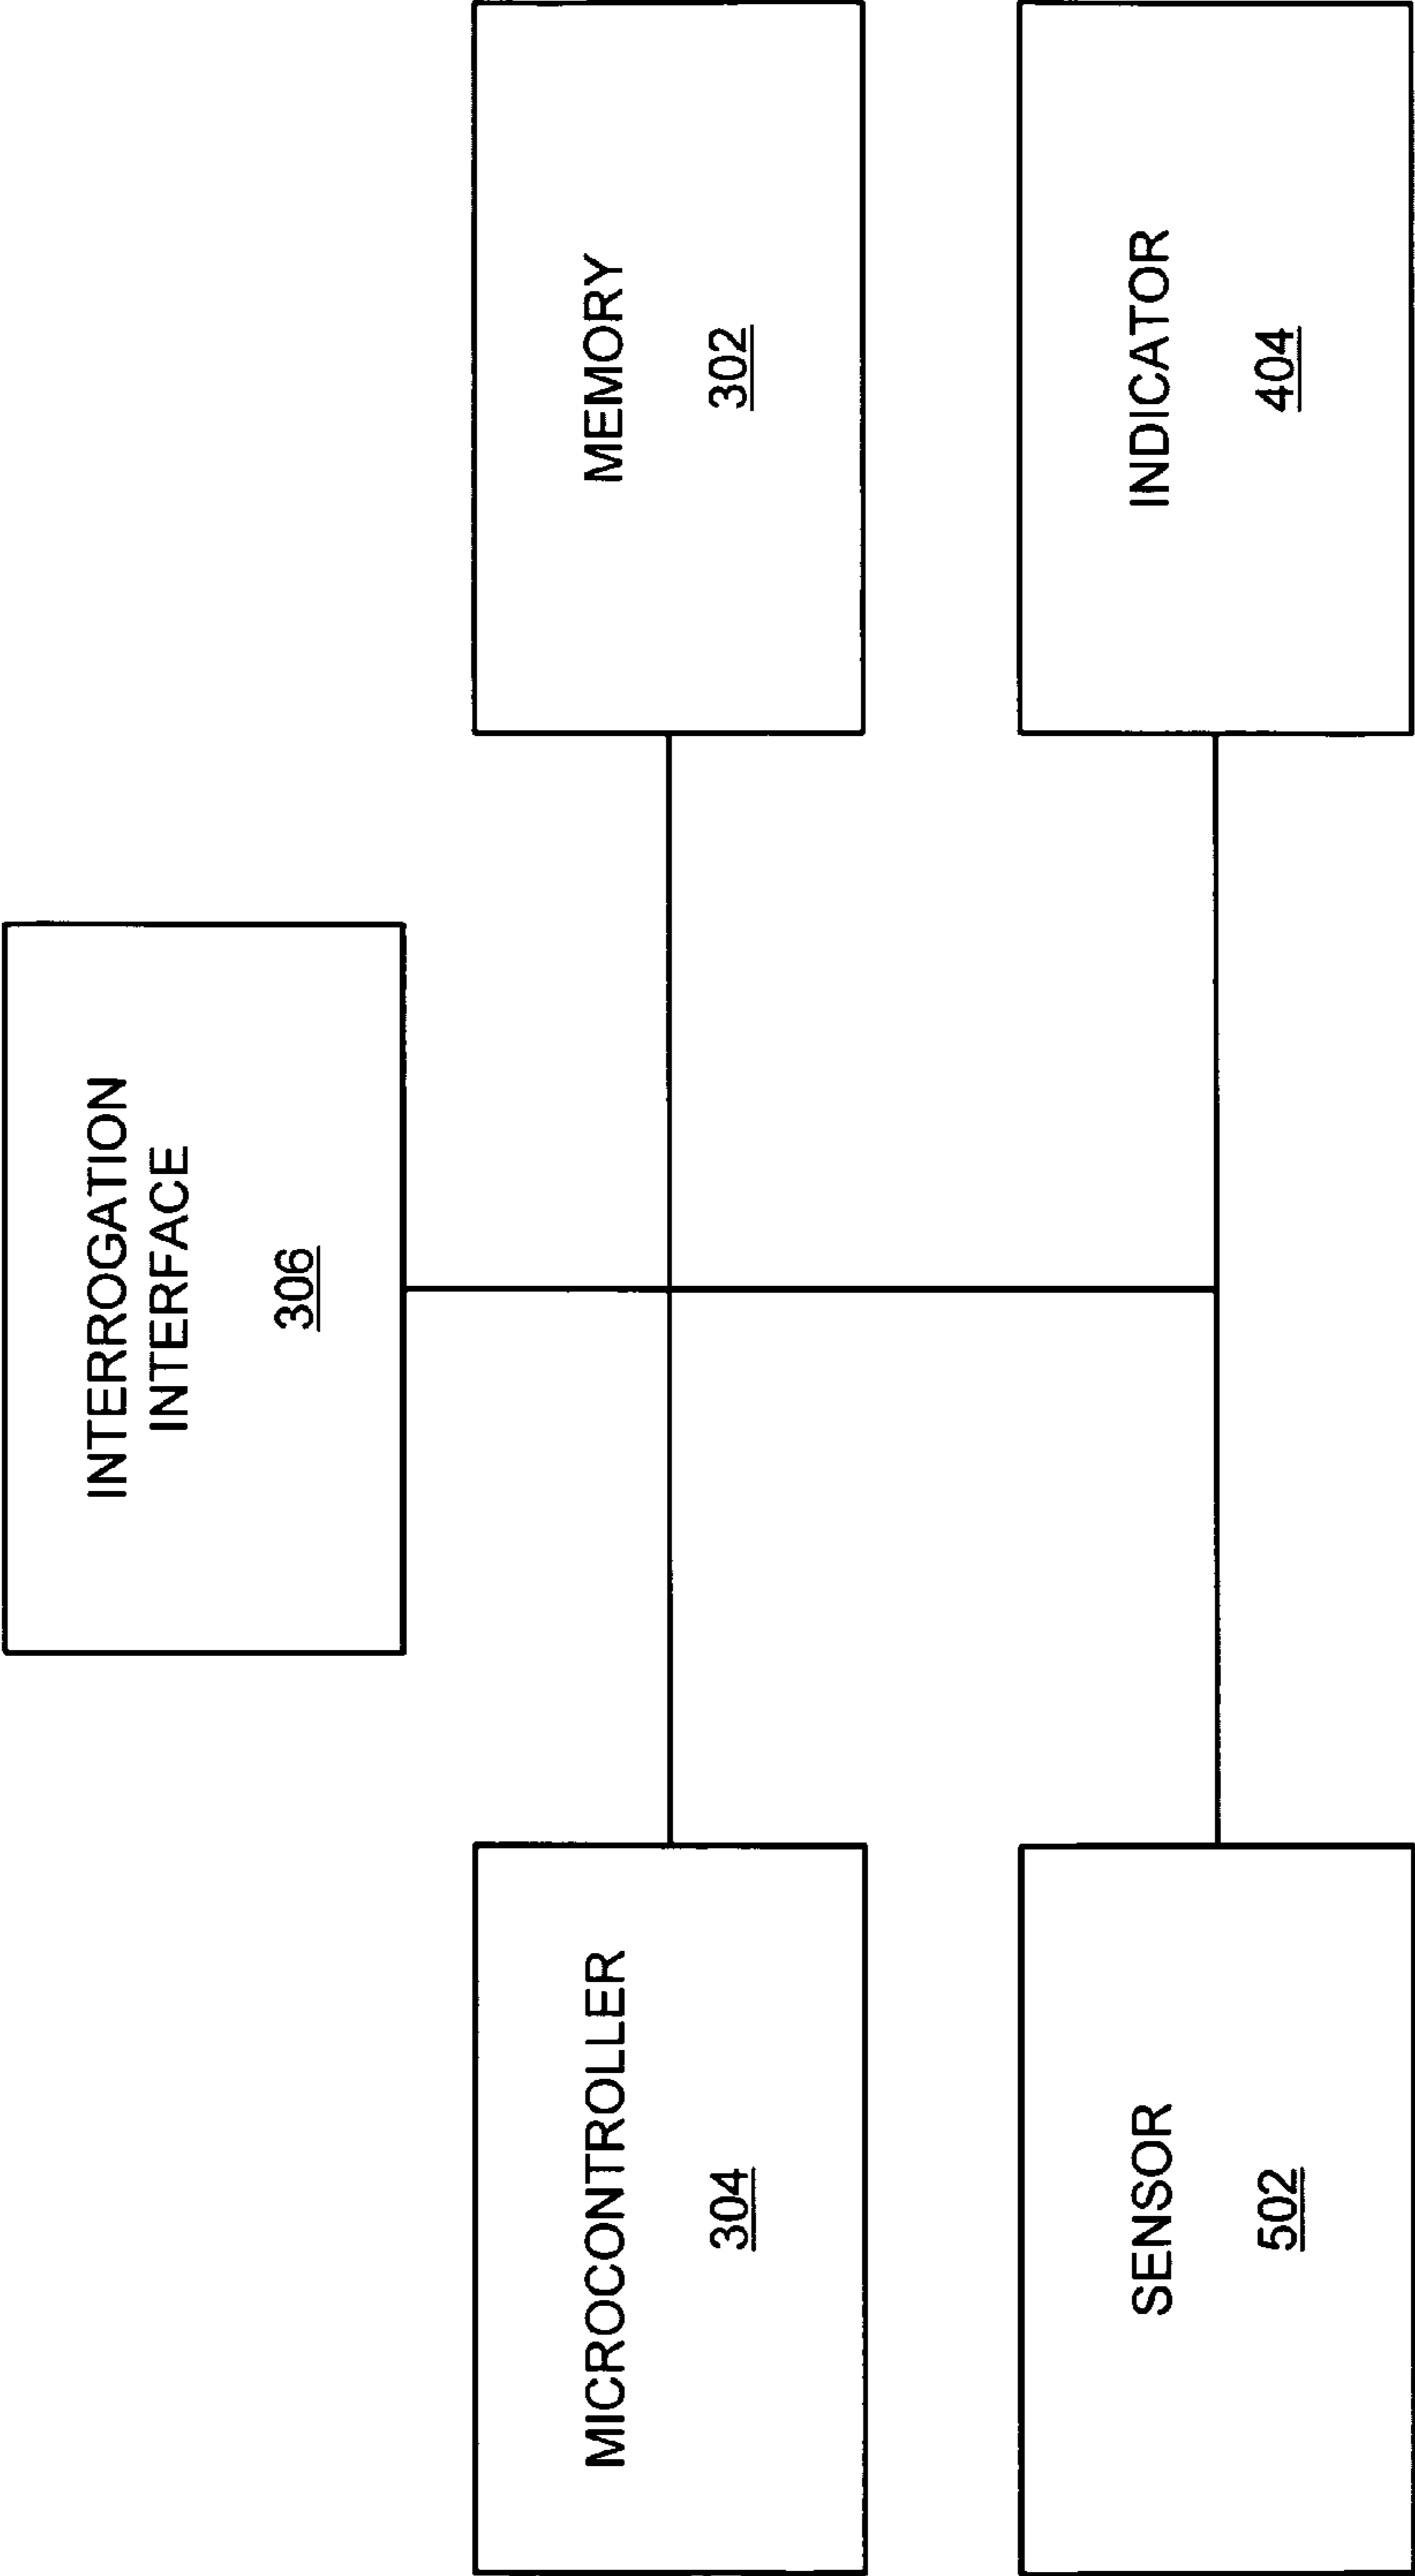 INTERROGATION
INTERFACE
306
MICROCONTROLLER
304
MEMORY
302
SENSOR
502
INDICATOR
404